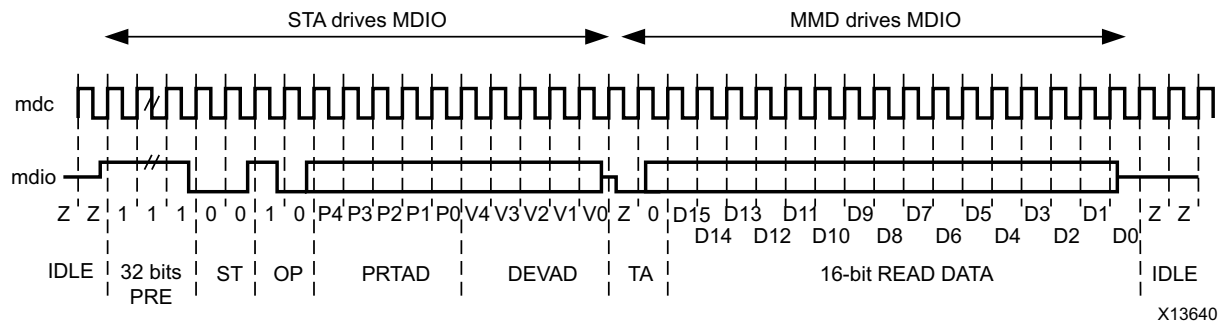 STA drives MDIO MMD drives MDIO
mdc
mdio
Z Z 1 1 1 0 0 1 0 P4 P3 P2 P1 P0 V4 V3 V2 V1 V0 Z 0 D15 D13 D11 D9 D7 D5 D3 D1 Z Z
D14 D12 D10 D8 D6 D4 D2 D0
IDLE 32 bits ST OP PRTAD DEVAD TA 16-bit READ DATA IDLE
PRE
X13640